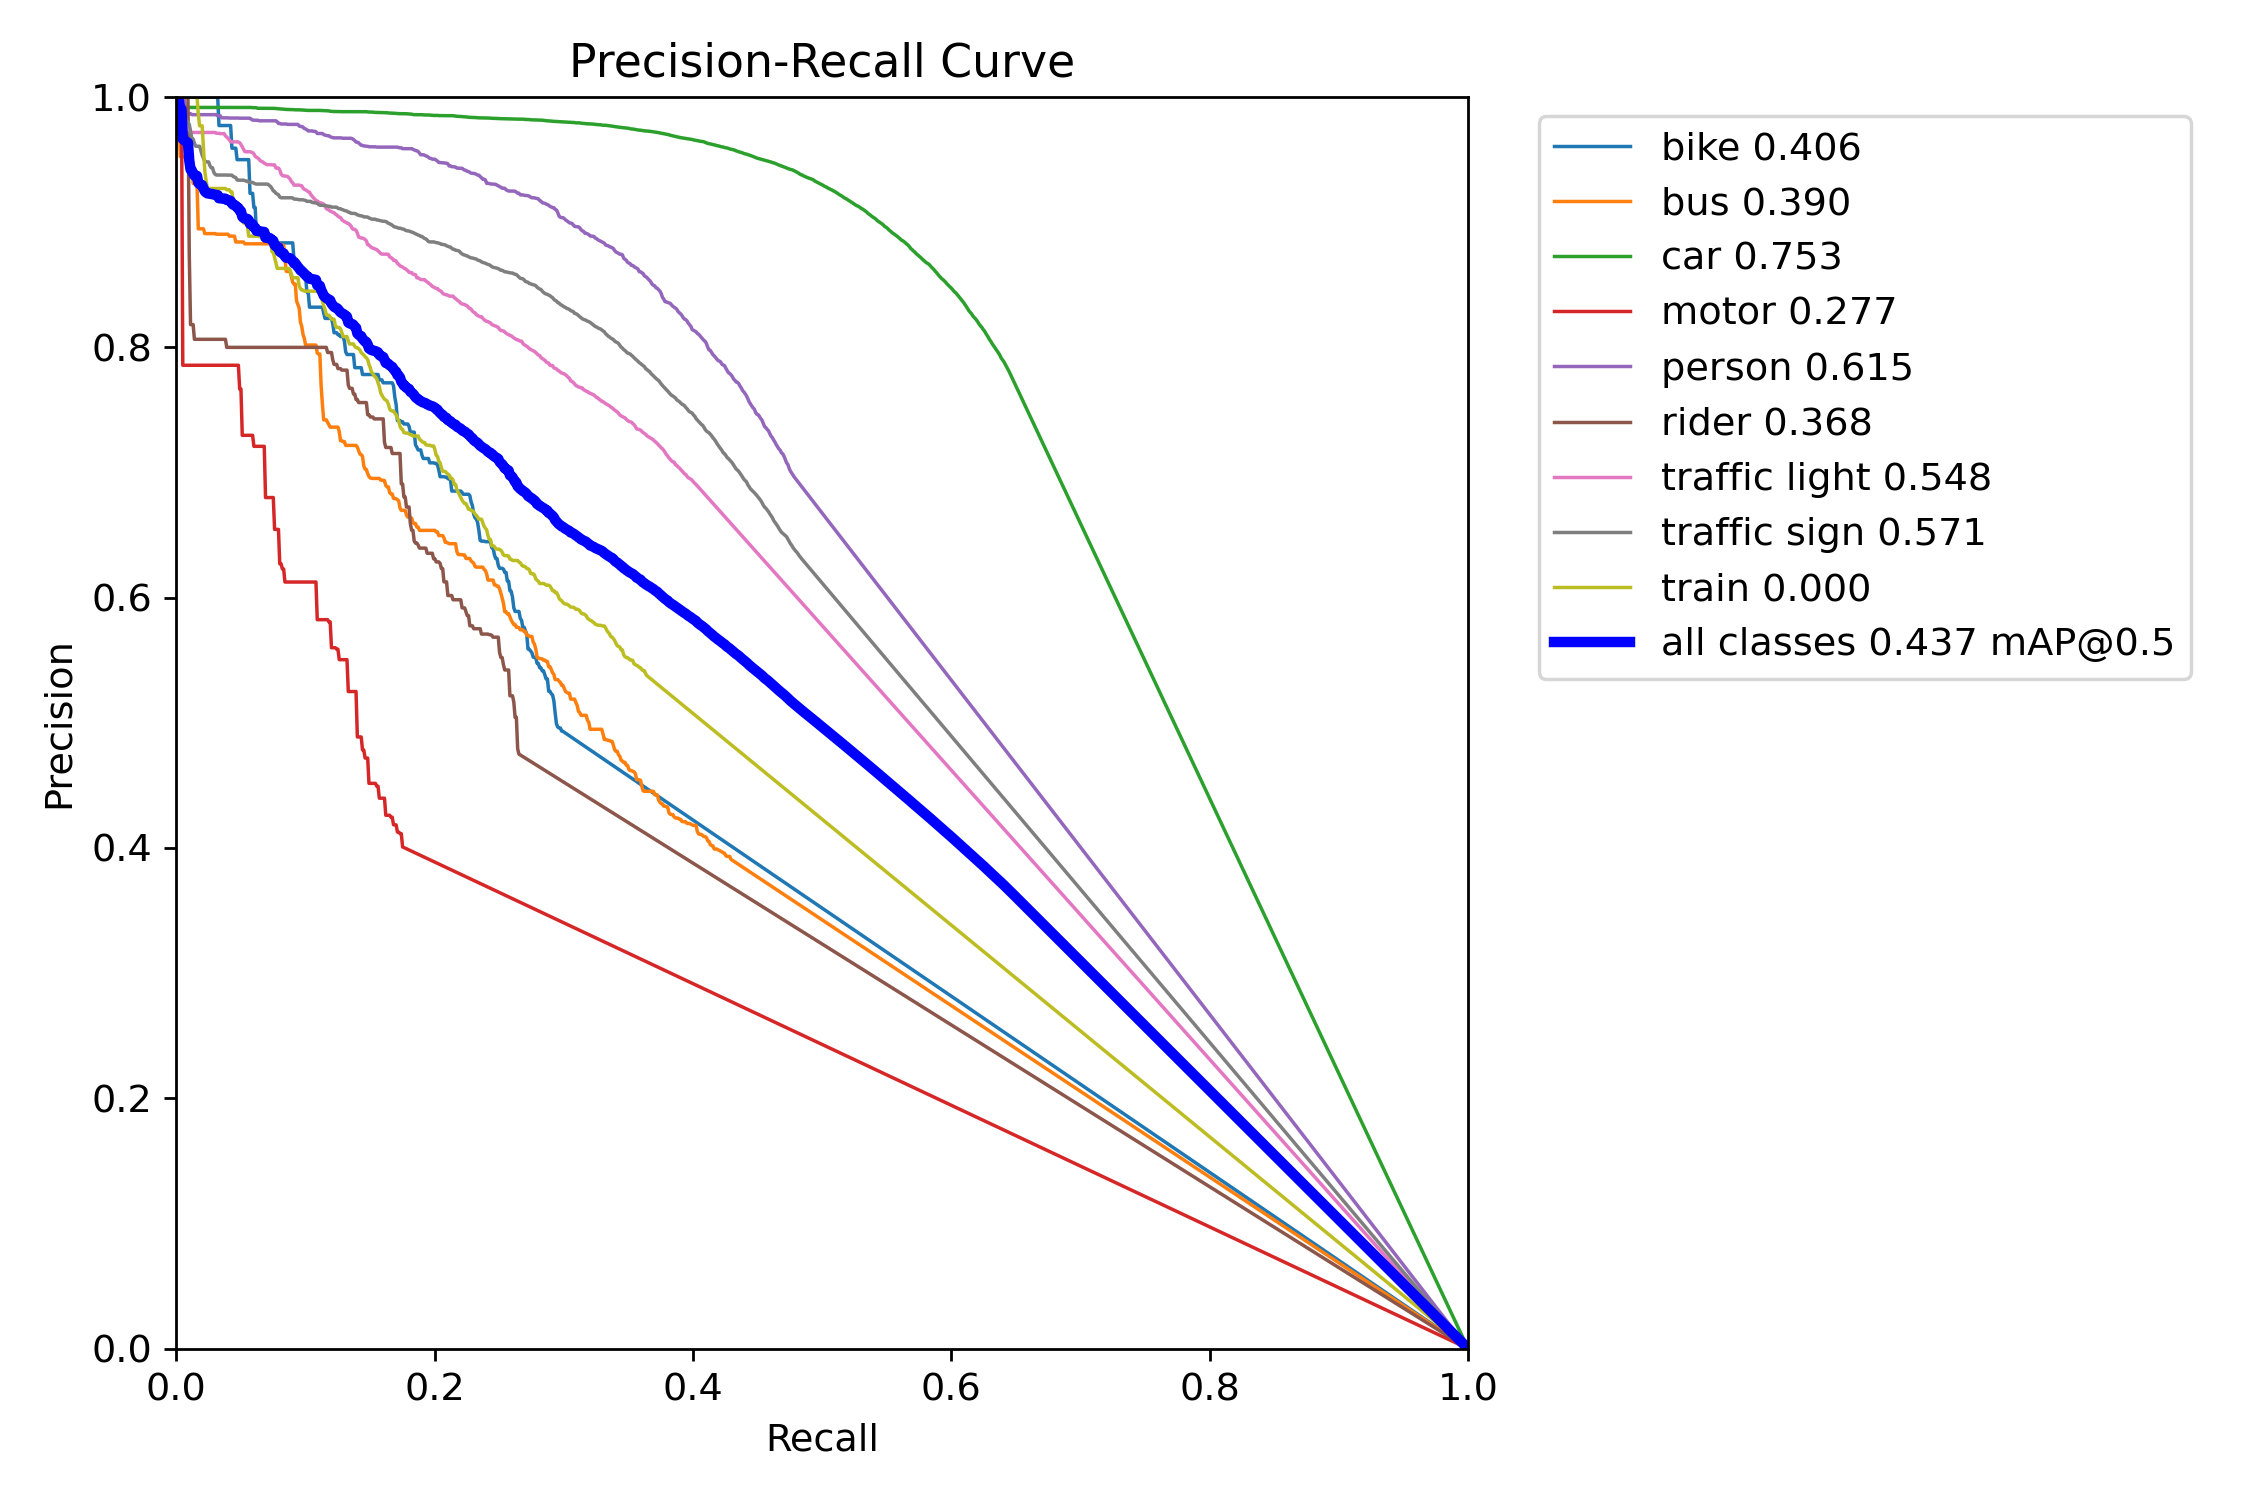 Precision-Recall Curve
1.0
0.8
0.6
0.4
0.2
0.0
Precision
0.0 0.2 0.4 0.6 0.8 1.0
Recall
bike 0.406
bus 0.390
car 0.753
motor 0.277
person 0.615
rider 0.368
traffic light 0.548
traffic sign 0.571
train 0.000
all classes 0.437 mAP@0.5